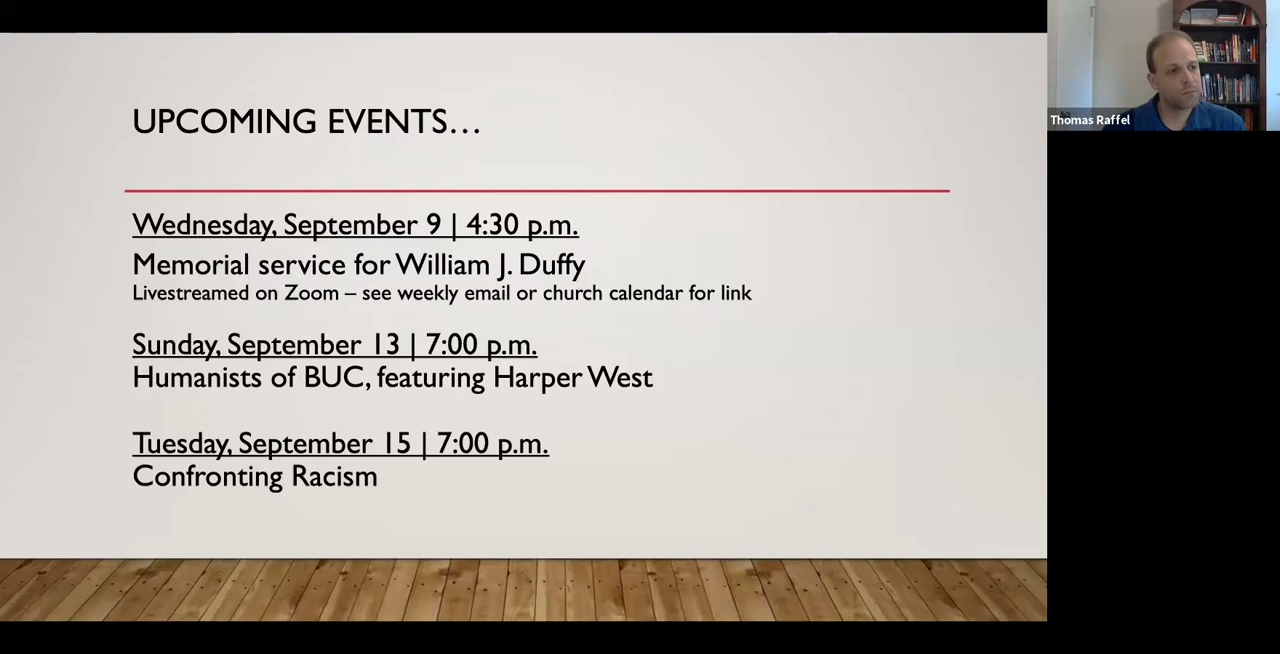 UPCOMING EVENTS…
Wednesday, September 9 | 4:30 p.m.
Memorial service for William J. Duffy
Livestreamed on Zoom – see weekly email or church calendar for link
Sunday, September 13 | 7:00 p.m.
Humanists of BUC, featuring Harper West
Tuesday, September 15 | 7:00 p.m.
Confronting Racism
Thomas Raffel